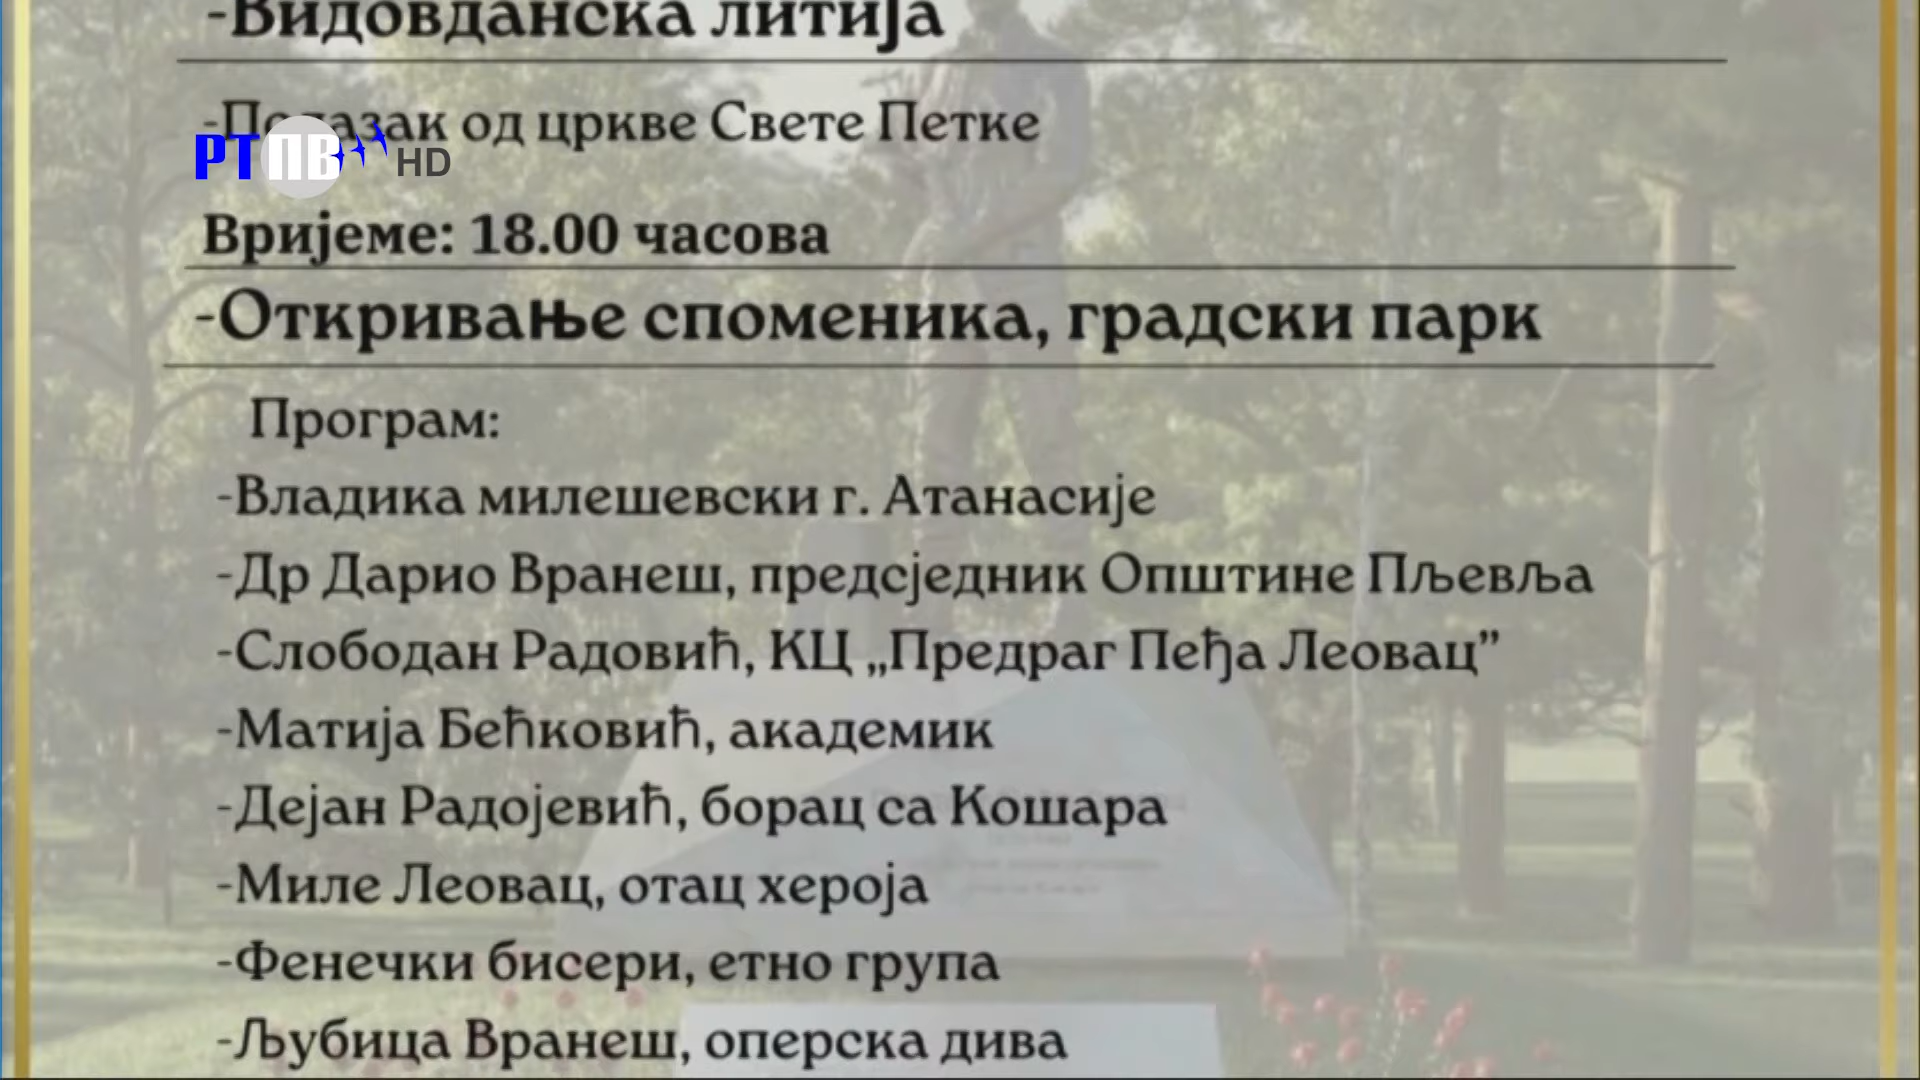 -Видовданска литија
-Полазак од цркве Свете Петке
РТ ПВ HD
Вријеме: 18.00 часова
-Откривање споменика, градски парк
Програм:
-Владика милешевски г. Атанасије
-Др Дарио Вранеш, предсједник Општине Пљевља
-Слободан Радовић, КЦ „Предраг Пеђа Леовац”
-Матија Бећковић, академик
-Дејан Радојевић, борац са Кошара
-Миле Леовац, отац хероја
-Фенечки бисери, етно група
-Љубица Вранеш, оперска дива